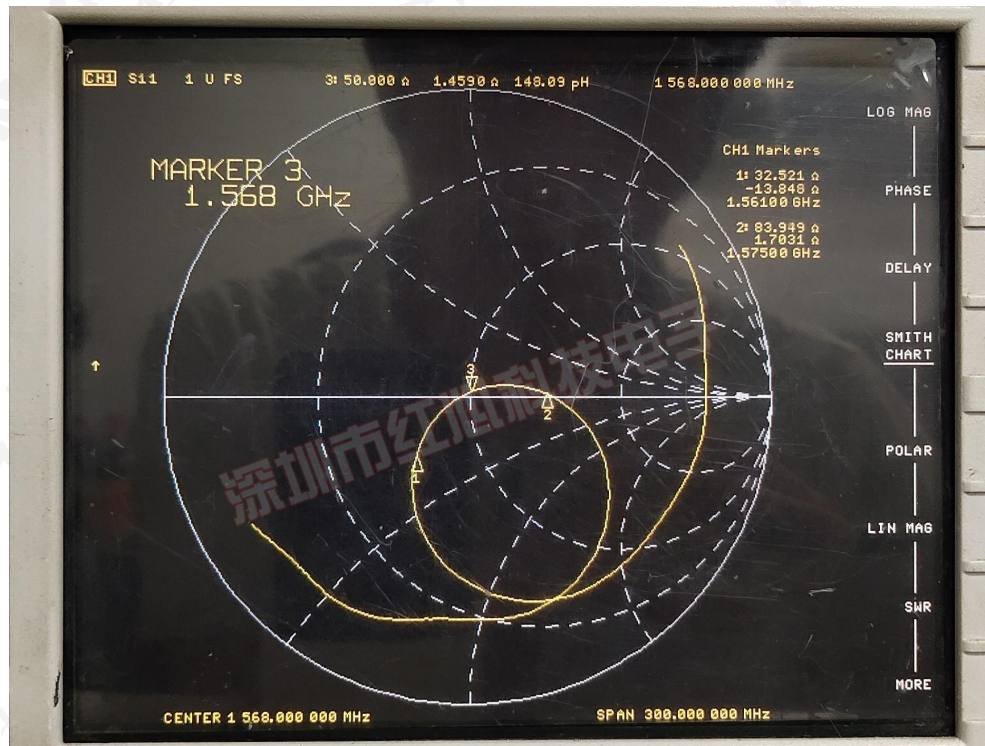 CH1 S11 1 U FS 3: 50.000 Ω 1.4590 Ω 148.09 pH 1 568.000 000 MHz
LOG MAG
MARKER 3
1.568 GHz
CH1 Markers
1: 32.521 Ω
-13.848 Ω
1.56100 GHz
2: 83.949 Ω
1.7031 Ω
1.57500 GHz
PHASE
DELAY
SMITH
CHART
3
2
1
深圳市红旭科技电子
POLAR
LIN MAG
SWR
MORE
CENTER 1 568.000 000 MHz SPAN 300.000 000 MHz